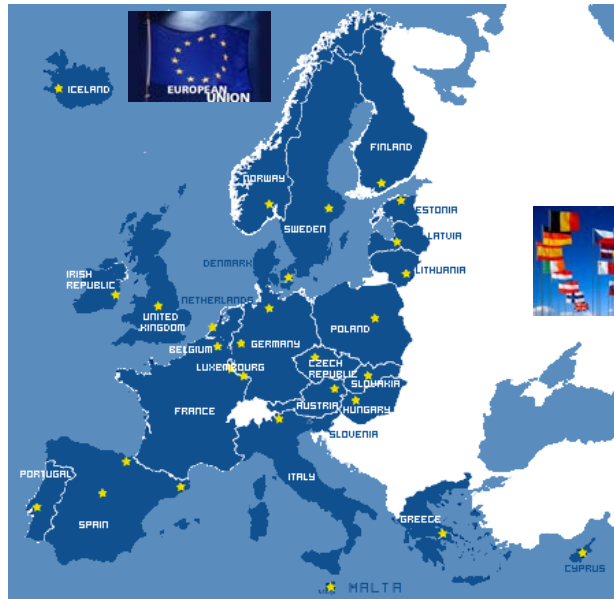 EUROPEAN
UNION
ICELAND
FINLAND
NORWAY
ESTONIA
SWEDEN
LATVIA
DENMARK
LITHUANIA
IRISH
REPUBLIC
NETHERLANDS
UNITED
KINGDOM
POLAND
GERMANY
BELGIUM
CZECH
REPUBLIC
LUXEMBOURG
SLOVAKIA
AUSTRIA
HUNGARY
FRANCE
SLOVENIA
PORTUGAL
ITALY
SPAIN
GREECE
CYPRUS
MALTA